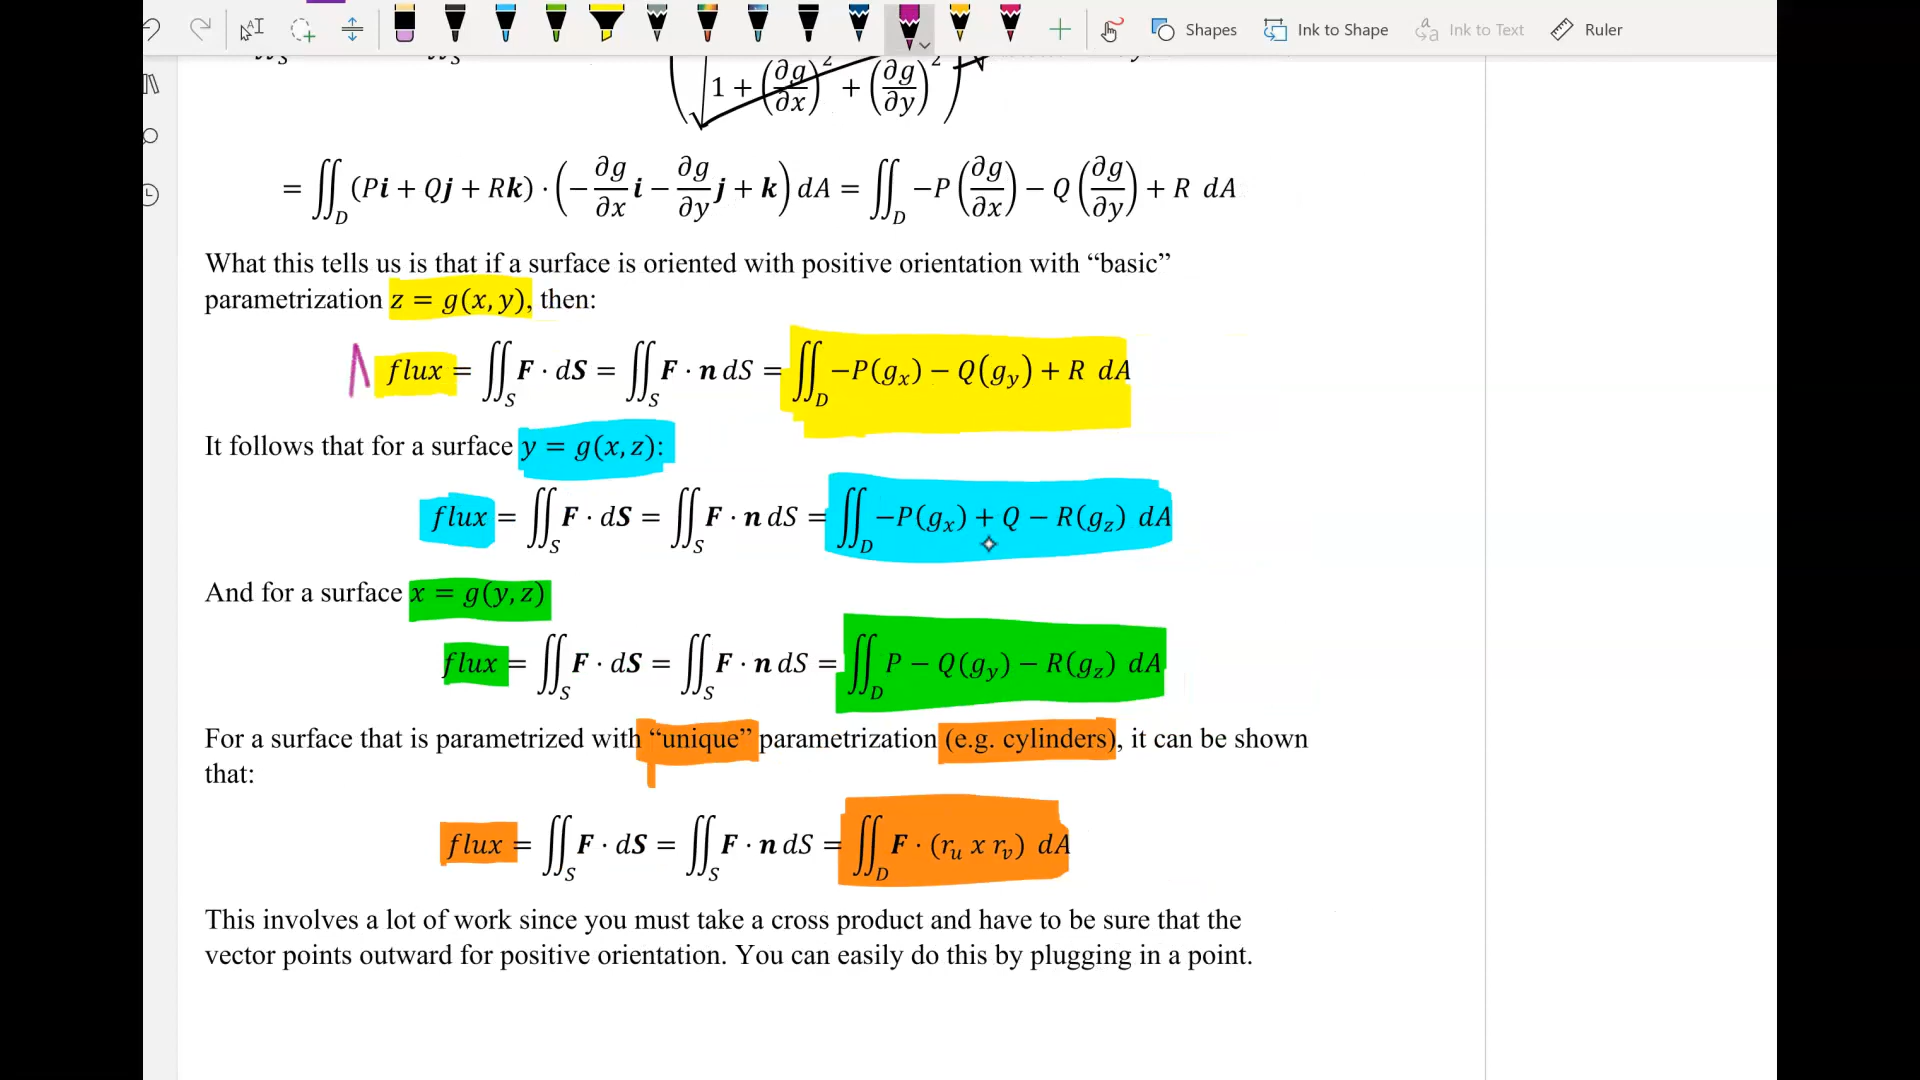 Shapes Ink to Shape Ink to Text Ruler
(√1 + (∂g/∂x)² + (∂g/∂y)²)
= ∬_D (Pi + Qj + Rk) · (−∂g/∂x i − ∂g/∂y j + k) dA = ∬_D −P(∂g/∂x) − Q(∂g/∂y) + R dA
What this tells us is that if a surface is oriented with positive orientation with “basic”
parametrization z = g(x, y), then:
flux = ∬_S F · dS = ∬_S F · n dS = ∬_D −P(g_x) − Q(g_y) + R dA
It follows that for a surface y = g(x, z):
flux = ∬_S F · dS = ∬_S F · n dS = ∬_D −P(g_x) + Q − R(g_z) dA
And for a surface x = g(y, z)
flux = ∬_S F · dS = ∬_S F · n dS = ∬_D P − Q(g_y) − R(g_z) dA
For a surface that is parametrized with “unique” parametrization (e.g. cylinders), it can be shown
that:
flux = ∬_S F · dS = ∬_S F · n dS = ∬_D F · (r_u x r_v) dA
This involves a lot of work since you must take a cross product and have to be sure that the
vector points outward for positive orientation. You can easily do this by plugging in a point.